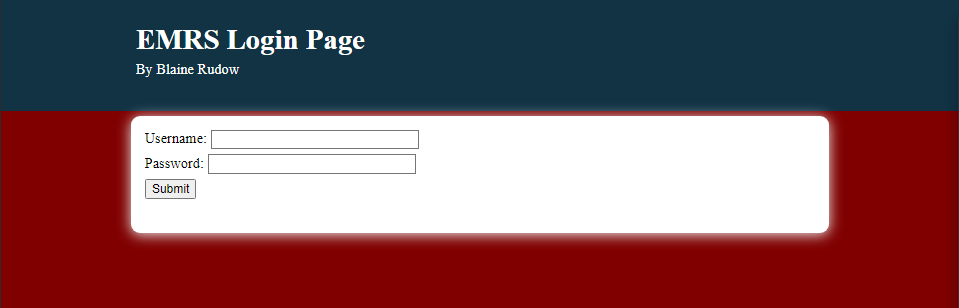 EMRS Login Page
By Blaine Rudow
Username:
Password:
Submit